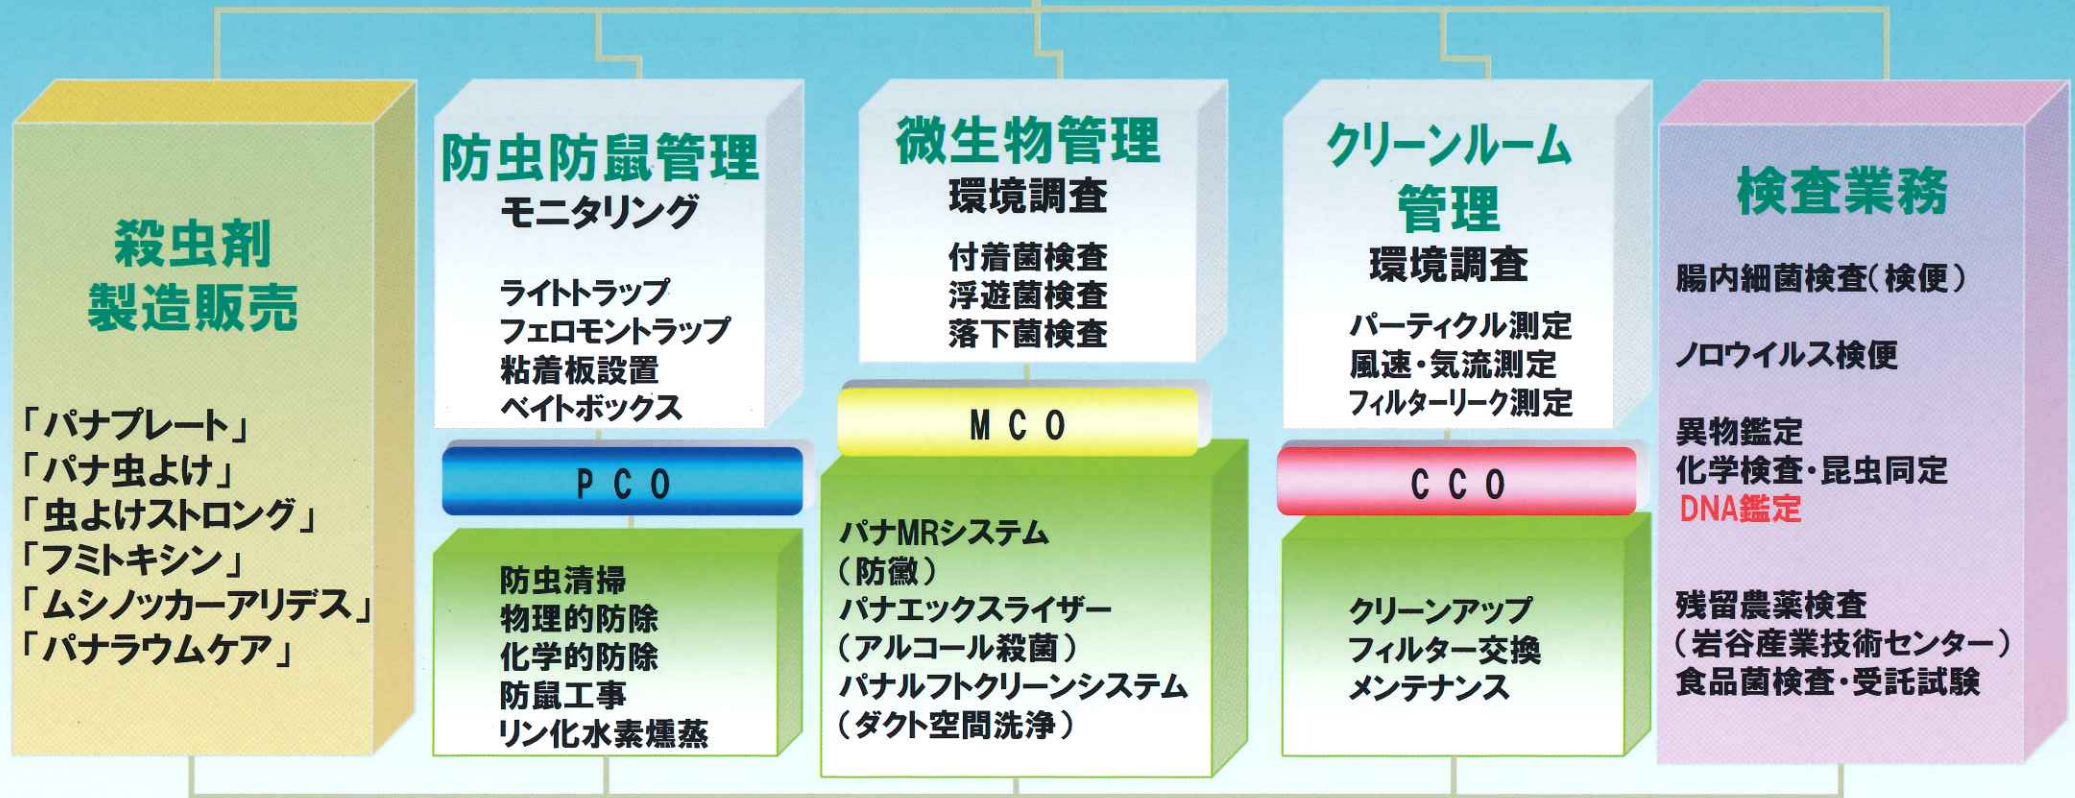 殺虫剤
製造販売
「パナプレート」
「パナ虫よけ」
「虫よけストロング」
「フミトキシン」
「ムシノッカーアリデス」
「パナラウムケア」
防虫防鼠管理
モニタリング
ライトトラップ
フェロモントラップ
粘着板設置
ベイトボックス
PCO
防虫清掃
物理的防除
化学的防除
防鼠工事
リン化水素燻蒸
微生物管理
環境調査
付着菌検査
浮遊菌検査
落下菌検査
MCO
パナMRシステム
(防黴)
パナエックスライザー
(アルコール殺菌)
パナルフトクリーンシステム
(ダクト空間洗浄)
クリーンルーム
管理
環境調査
パーティクル測定
風速・気流測定
フィルターリーク測定
CCO
クリーンアップ
フィルター交換
メンテナンス
検査業務
腸内細菌検査(検便)
ノロウイルス検便
異物鑑定
化学検査・昆虫同定
DNA鑑定
残留農薬検査
(岩谷産業技術センター)
食品菌検査・受託試験